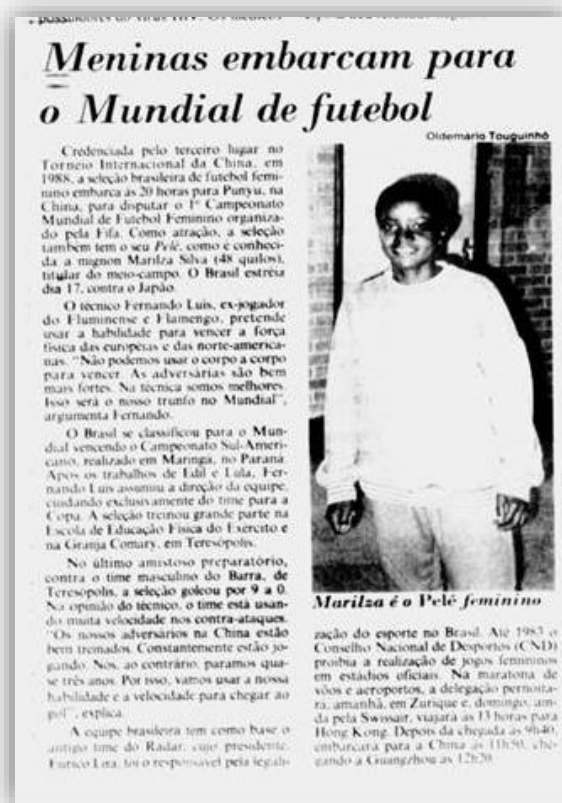 possuidores do vírus HIV. Os médicos
Meninas embarcam para
o Mundial de futebol
Oldemário Touguinhó
Credenciada pelo terceiro lugar no
Torneio Internacional da China, em
1988, a seleção brasileira de futebol femi-
nino embarca às 20 horas para Punyu, na
China, para disputar o 1º Campeonato
Mundial de Futebol Feminino organiza-
do pela Fifa. Como atração, a seleção
também tem o seu Pelé, como é conheci-
da a mignon Marilza Silva (48 quilos),
titular do meio-campo. O Brasil estréia
dia 17, contra o Japão.
O técnico Fernando Luís, ex-jogador
do Fluminense e Flamengo, pretende
usar a habilidade para vencer a força
física das européias e das norte-america-
nas. "Não podemos usar o corpo a corpo
para vencer. As adversárias são bem
mais fortes. Na técnica somos melhores.
Isso será o nosso trunfo no Mundial",
argumenta Fernando.
O Brasil se classificou para o Mun-
dial vencendo o Campeonato Sul-Ameri-
cano, realizado em Maringá, no Paraná.
Após os trabalhos de Edil e Lula, Fer-
nando Luís assumiu a direção da equipe,
cuidando exclusivamente do time para a
Copa. A seleção treinou grande parte na
Escola de Educação Física do Exército e
na Granja Comary, em Teresópolis.
No último amistoso preparatório,
contra o time masculino do Barra, de
Teresópolis, a seleção goleou por 9 a 0.
Na opinião do técnico, o time está usan-
do muita velocidade nos contra-ataques.
"Os nossos adversários na China estão
bem treinados. Constantemente estão jo-
gando. Nós, ao contrário, paramos qua-
se três anos. Por isso, vamos usar a nossa
habilidade e a velocidade para chegar ao
gol", explica.
A equipe brasileira tem como base o
antigo time do Radar, cujo presidente,
Eurico Lira, foi o responsável pela legali-
Marilza é o Pelé feminino
zação do esporte no Brasil. Até 1983 o
Conselho Nacional de Desportos (CND)
proibia a realização de jogos femininos
em estádios oficiais. Na maratona de
vôos e aeroportos, a delegação pernoita-
rá, amanhã, em Zurique e, domingo, ain-
da pela Swissair, viajará às 13 horas para
Hong Kong. Depois da chegada às 9h40,
embarcará para a China às 11h50, che-
gando a Guangzhou às 12h20.